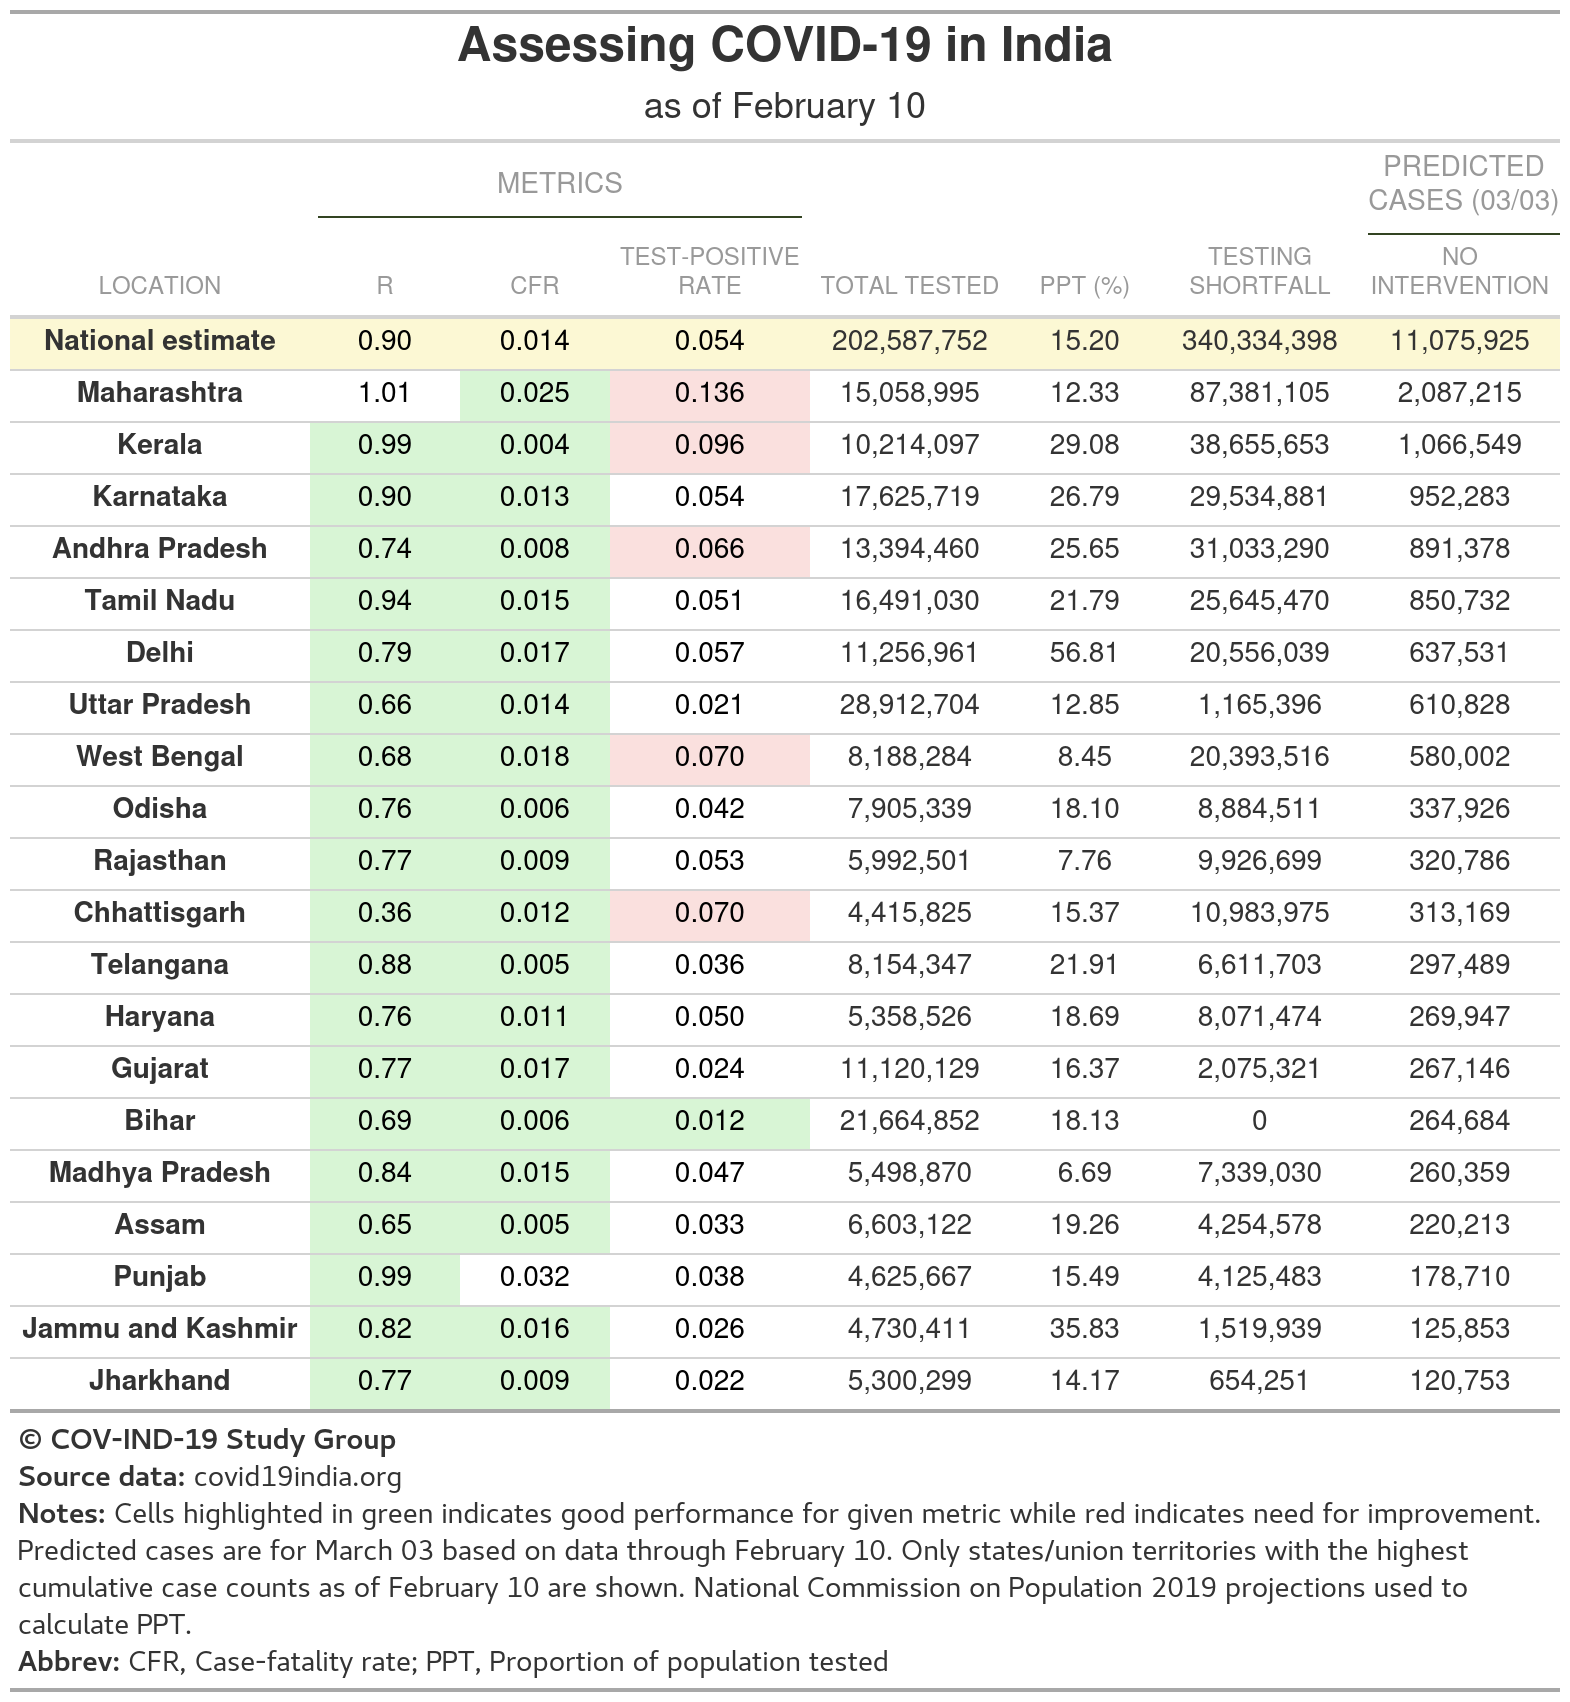 Assessing COVID-19 in India
as of February 10
METRICS
PREDICTED
CASES (03/03)
LOCATION R CFR TEST-POSITIVE RATE TOTAL TESTED PPT (%) TESTING SHORTFALL NO INTERVENTION
National estimate 0.90 0.014 0.054 202,587,752 15.20 340,334,398 11,075,925
Maharashtra 1.01 0.025 0.136 15,058,995 12.33 87,381,105 2,087,215
Kerala 0.99 0.004 0.096 10,214,097 29.08 38,655,653 1,066,549
Karnataka 0.90 0.013 0.054 17,625,719 26.79 29,534,881 952,283
Andhra Pradesh 0.74 0.008 0.066 13,394,460 25.65 31,033,290 891,378
Tamil Nadu 0.94 0.015 0.051 16,491,030 21.79 25,645,470 850,732
Delhi 0.79 0.017 0.057 11,256,961 56.81 20,556,039 637,531
Uttar Pradesh 0.66 0.014 0.021 28,912,704 12.85 1,165,396 610,828
West Bengal 0.68 0.018 0.070 8,188,284 8.45 20,393,516 580,002
Odisha 0.76 0.006 0.042 7,905,339 18.10 8,884,511 337,926
Rajasthan 0.77 0.009 0.053 5,992,501 7.76 9,926,699 320,786
Chhattisgarh 0.36 0.012 0.070 4,415,825 15.37 10,983,975 313,169
Telangana 0.88 0.005 0.036 8,154,347 21.91 6,611,703 297,489
Haryana 0.76 0.011 0.050 5,358,526 18.69 8,071,474 269,947
Gujarat 0.77 0.017 0.024 11,120,129 16.37 2,075,321 267,146
Bihar 0.69 0.006 0.012 21,664,852 18.13 0 264,684
Madhya Pradesh 0.84 0.015 0.047 5,498,870 6.69 7,339,030 260,359
Assam 0.65 0.005 0.033 6,603,122 19.26 4,254,578 220,213
Punjab 0.99 0.032 0.038 4,625,667 15.49 4,125,483 178,710
Jammu and Kashmir 0.82 0.016 0.026 4,730,411 35.83 1,519,939 125,853
Jharkhand 0.77 0.009 0.022 5,300,299 14.17 654,251 120,753
© COV-IND-19 Study Group
Source data: covid19india.org
Notes: Cells highlighted in green indicates good performance for given metric while red indicates need for improvement.
Predicted cases are for March 03 based on data through February 10. Only states/union territories with the highest
cumulative case counts as of February 10 are shown. National Commission on Population 2019 projections used to
calculate PPT.
Abbrev: CFR, Case-fatality rate; PPT, Proportion of population tested